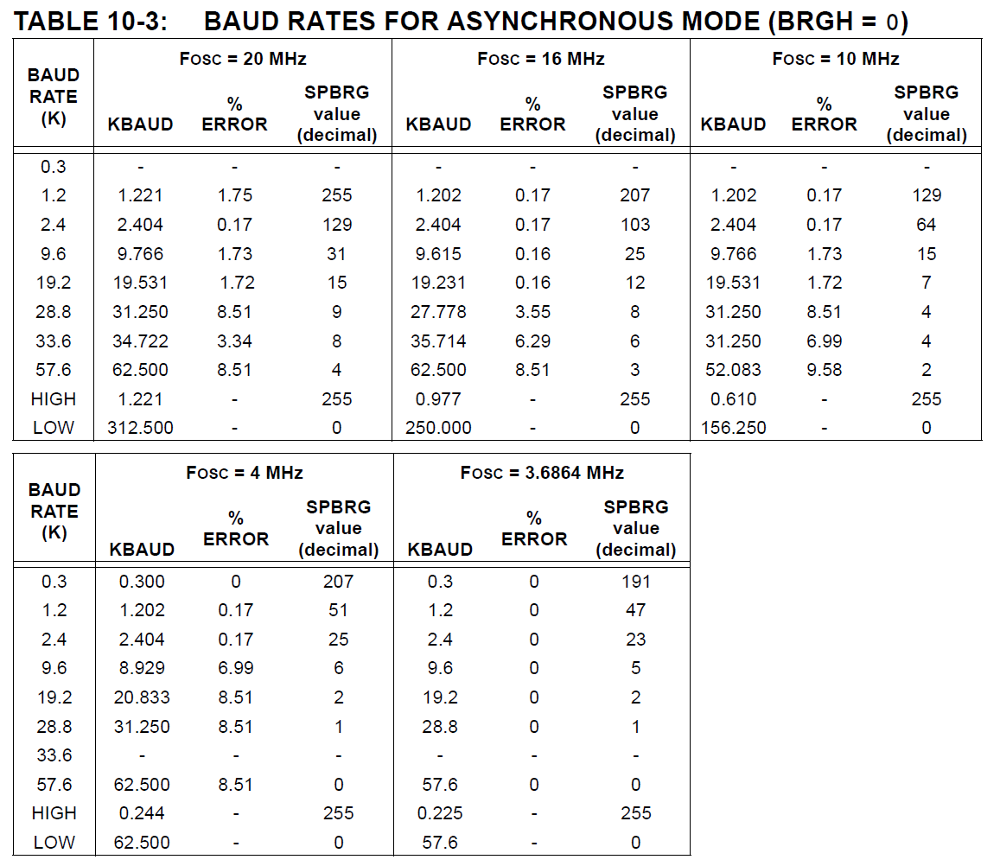 TABLE 10-3: BAUD RATES FOR ASYNCHRONOUS MODE (BRGH = 0)
BAUD RATE (K) FOSC = 20 MHz FOSC = 16 MHz FOSC = 10 MHz
KBAUD % ERROR SPBRG value (decimal) KBAUD % ERROR SPBRG value (decimal) KBAUD % ERROR SPBRG value (decimal)
0.3 - - - - - - - - -
1.2 1.221 1.75 255 1.202 0.17 207 1.202 0.17 129
2.4 2.404 0.17 129 2.404 0.17 103 2.404 0.17 64
9.6 9.766 1.73 31 9.615 0.16 25 9.766 1.73 15
19.2 19.531 1.72 15 19.231 0.16 12 19.531 1.72 7
28.8 31.250 8.51 9 27.778 3.55 8 31.250 8.51 4
33.6 34.722 3.34 8 35.714 6.29 6 31.250 6.99 4
57.6 62.500 8.51 4 62.500 8.51 3 52.083 9.58 2
HIGH 1.221 - 255 0.977 - 255 0.610 - 255
LOW 312.500 - 0 250.000 - 0 156.250 - 0
BAUD RATE (K) FOSC = 4 MHz FOSC = 3.6864 MHz
KBAUD % ERROR SPBRG value (decimal) KBAUD % ERROR SPBRG value (decimal)
0.3 0.300 0 207 0.3 0 191
1.2 1.202 0.17 51 1.2 0 47
2.4 2.404 0.17 25 2.4 0 23
9.6 8.929 6.99 6 9.6 0 5
19.2 20.833 8.51 2 19.2 0 2
28.8 31.250 8.51 1 28.8 0 1
33.6 - - - - - -
57.6 62.500 8.51 0 57.6 0 0
HIGH 0.244 - 255 0.225 - 255
LOW 62.500 - 0 57.6 - 0